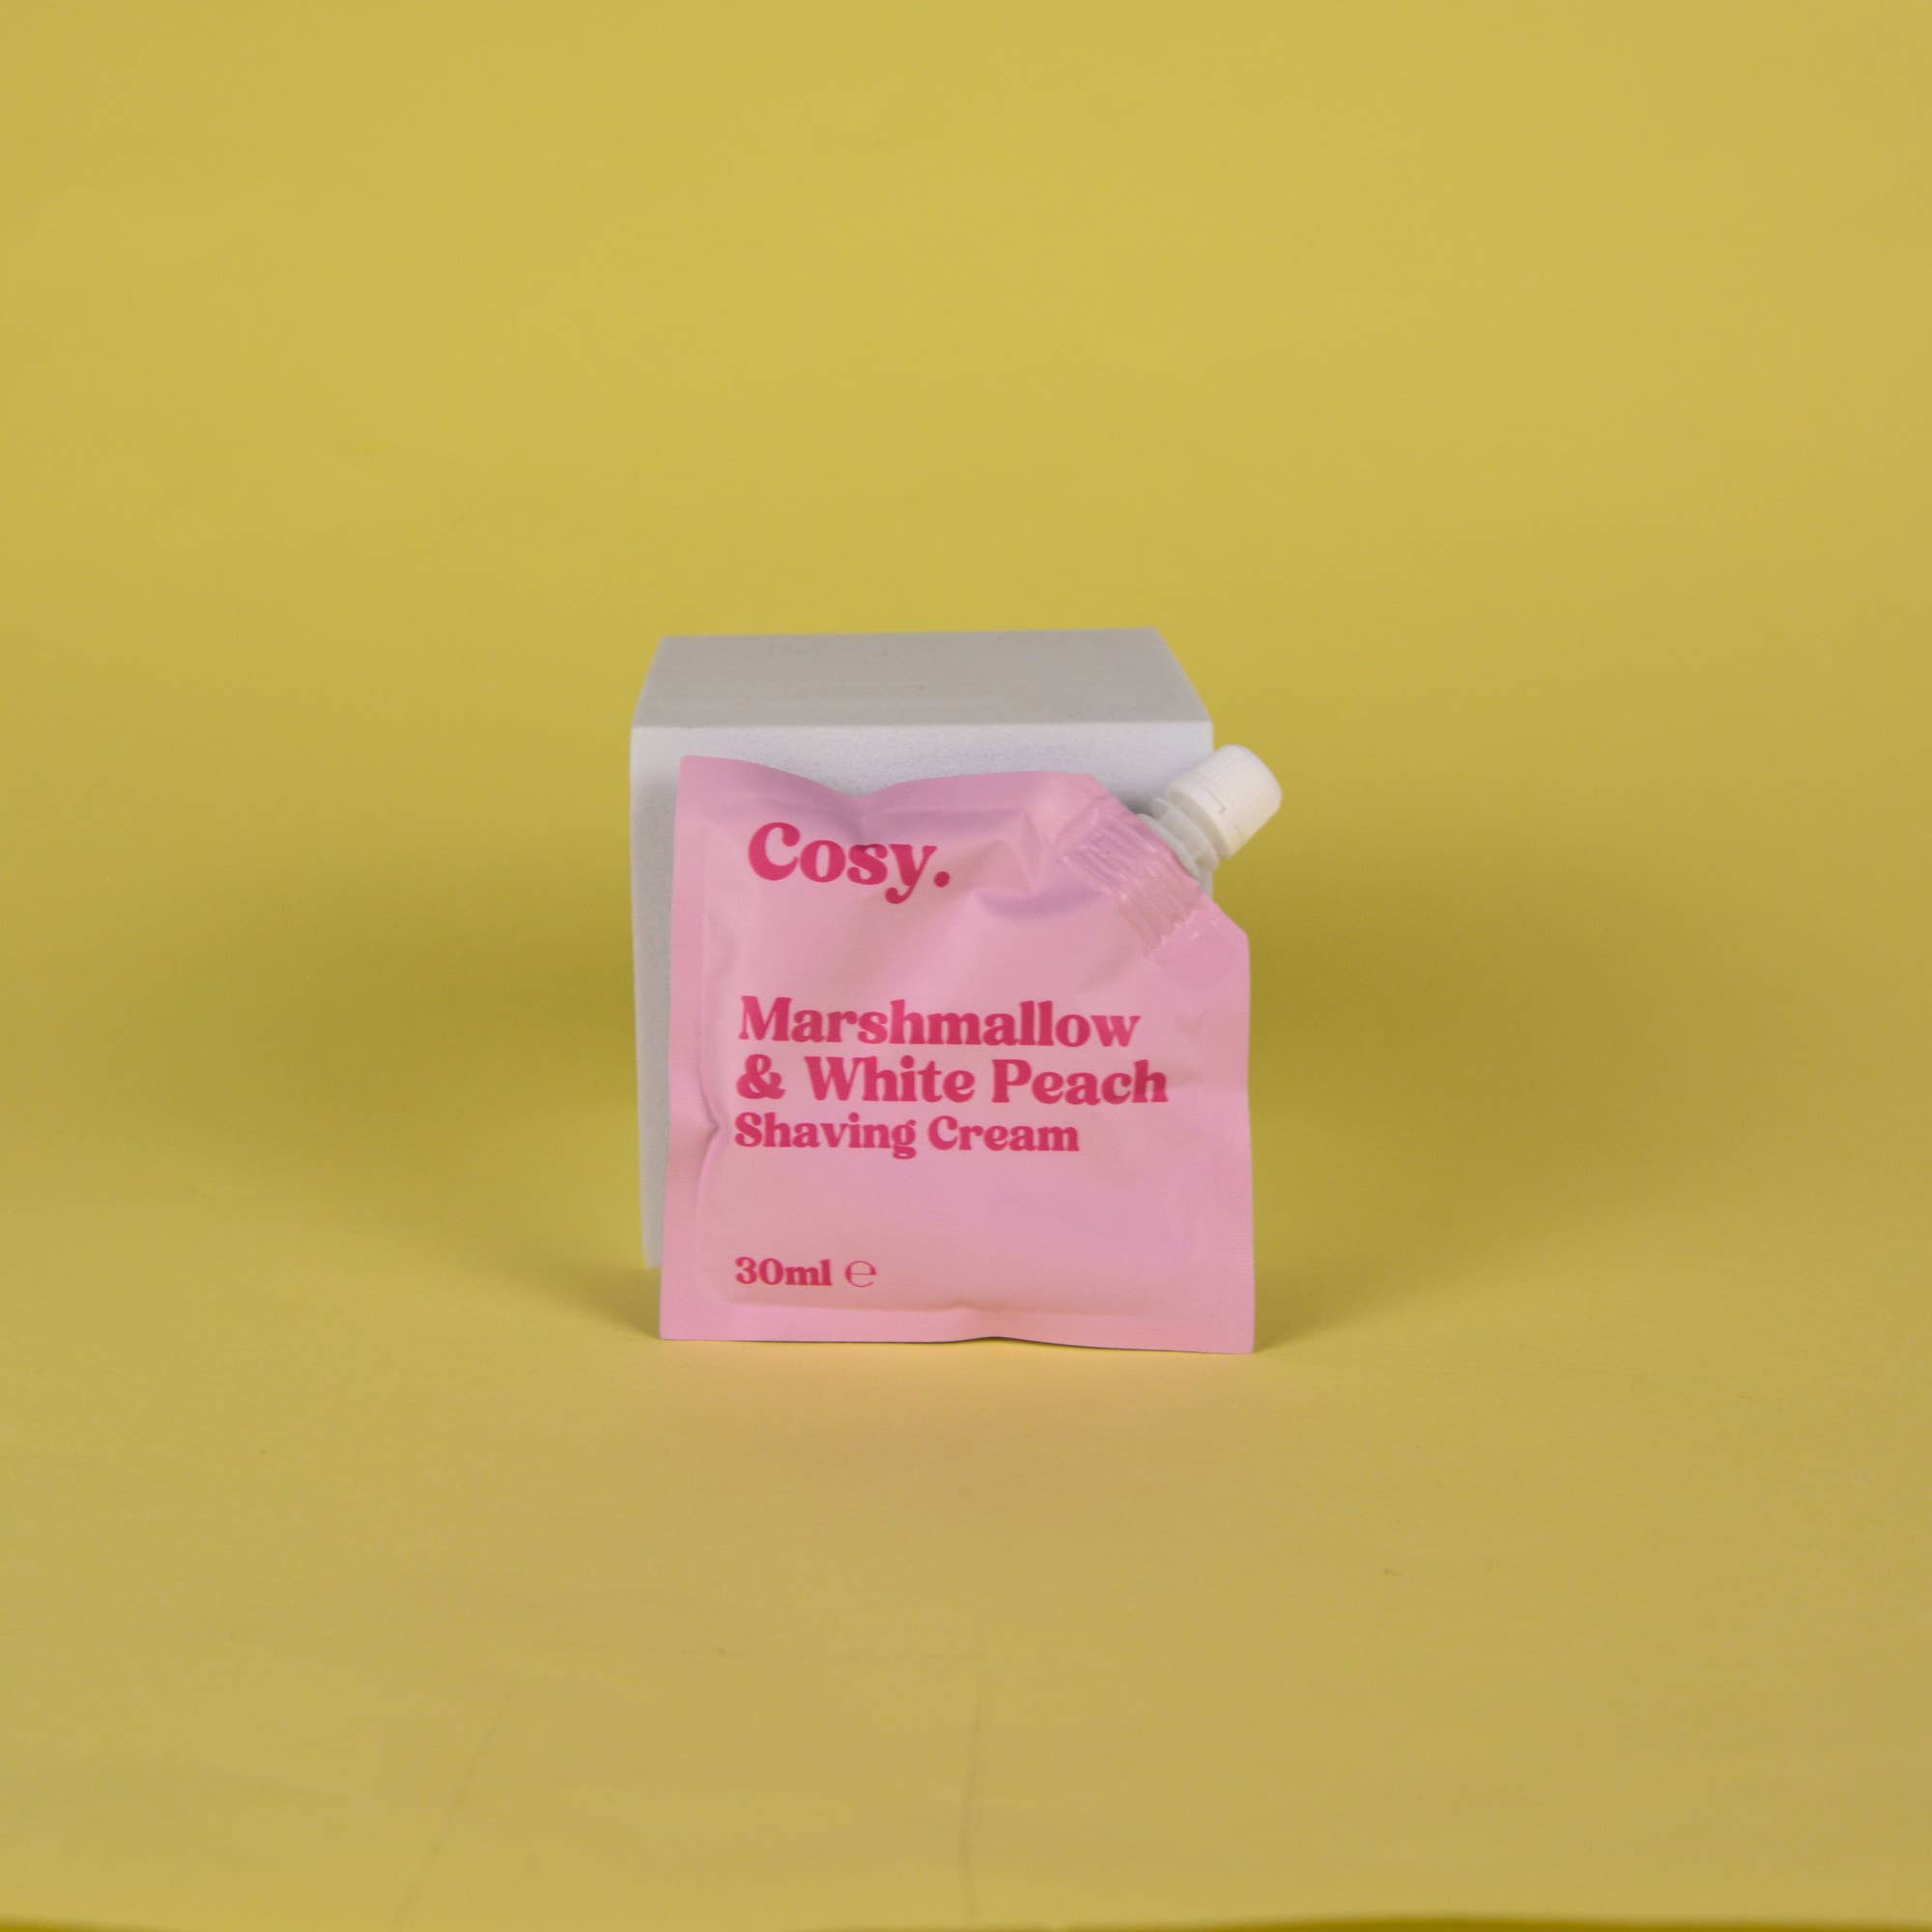 Cosy.
Marshmallow
& White Peach
Shaving Cream
30ml ℮